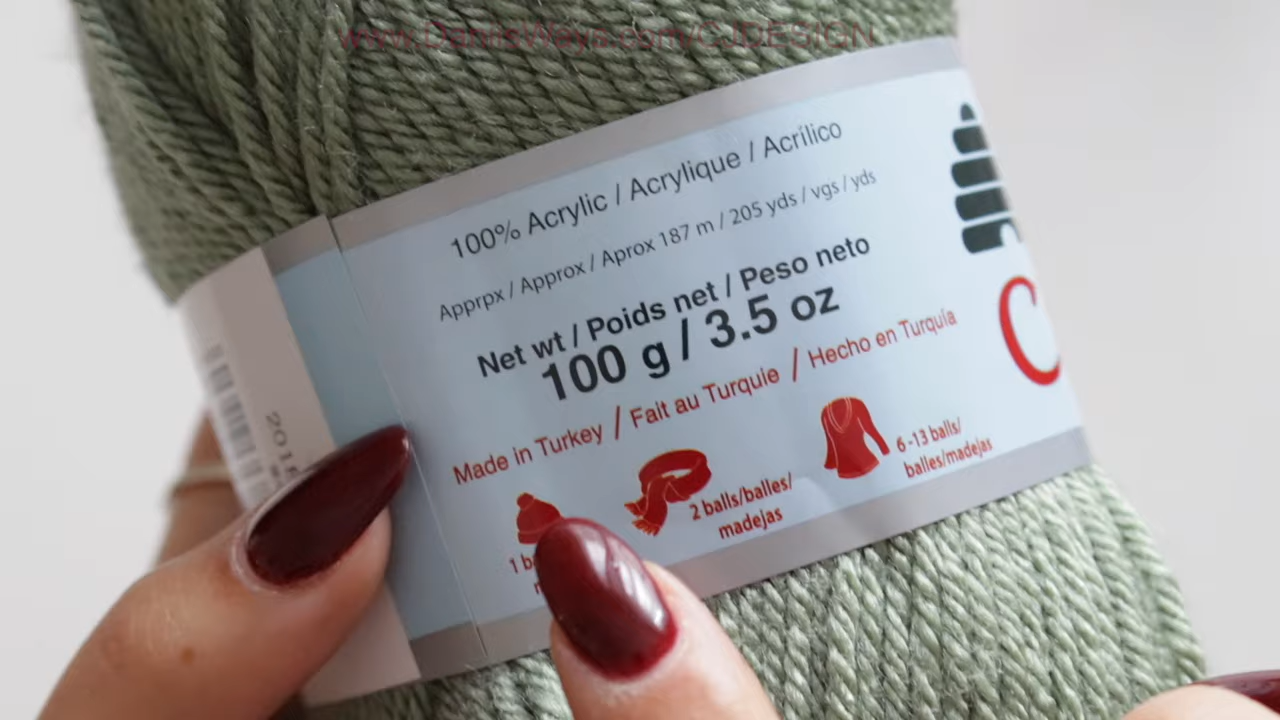 www.DanisWays.com/CJDESIGN
100% Acrylic / Acrylique / Acrílico
Apprpx / Approx / Aprox 187 m / 205 yds / vgs / yds
Net wt / Poids net / Peso neto
100 g / 3.5 oz
Made in Turkey / Fait au Turquie / Hecho en Turquía
1
2 balls/balles/
madejas
6 -13 balls/
balles/madejas
C